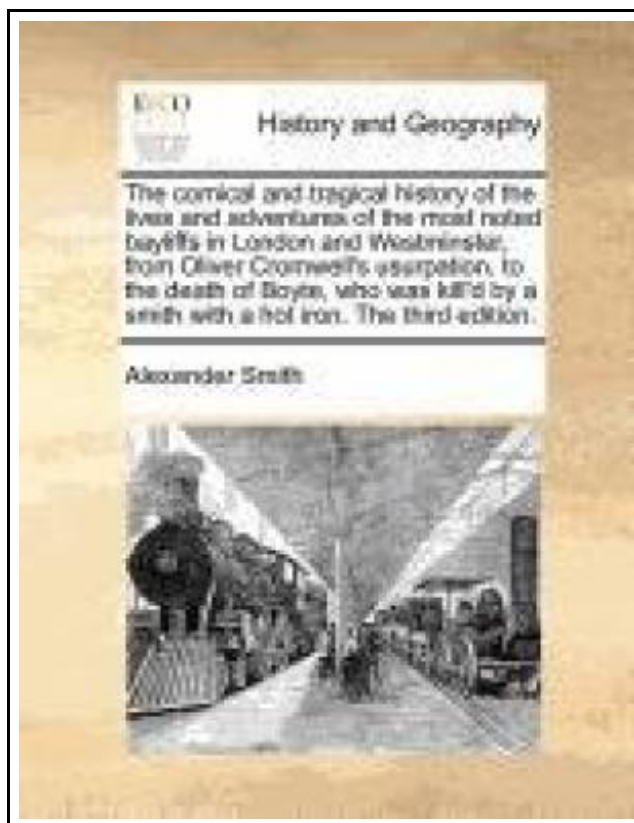 ECCO
History and Geography
The comical and tragical history of the
lives and adventures of the most noted
bayliffs in London and Westminster,
from Oliver Cromwell's usurpation, to
the death of Boyce, who was kill'd by a
smith with a hot iron. The third edition.
Alexander Smith